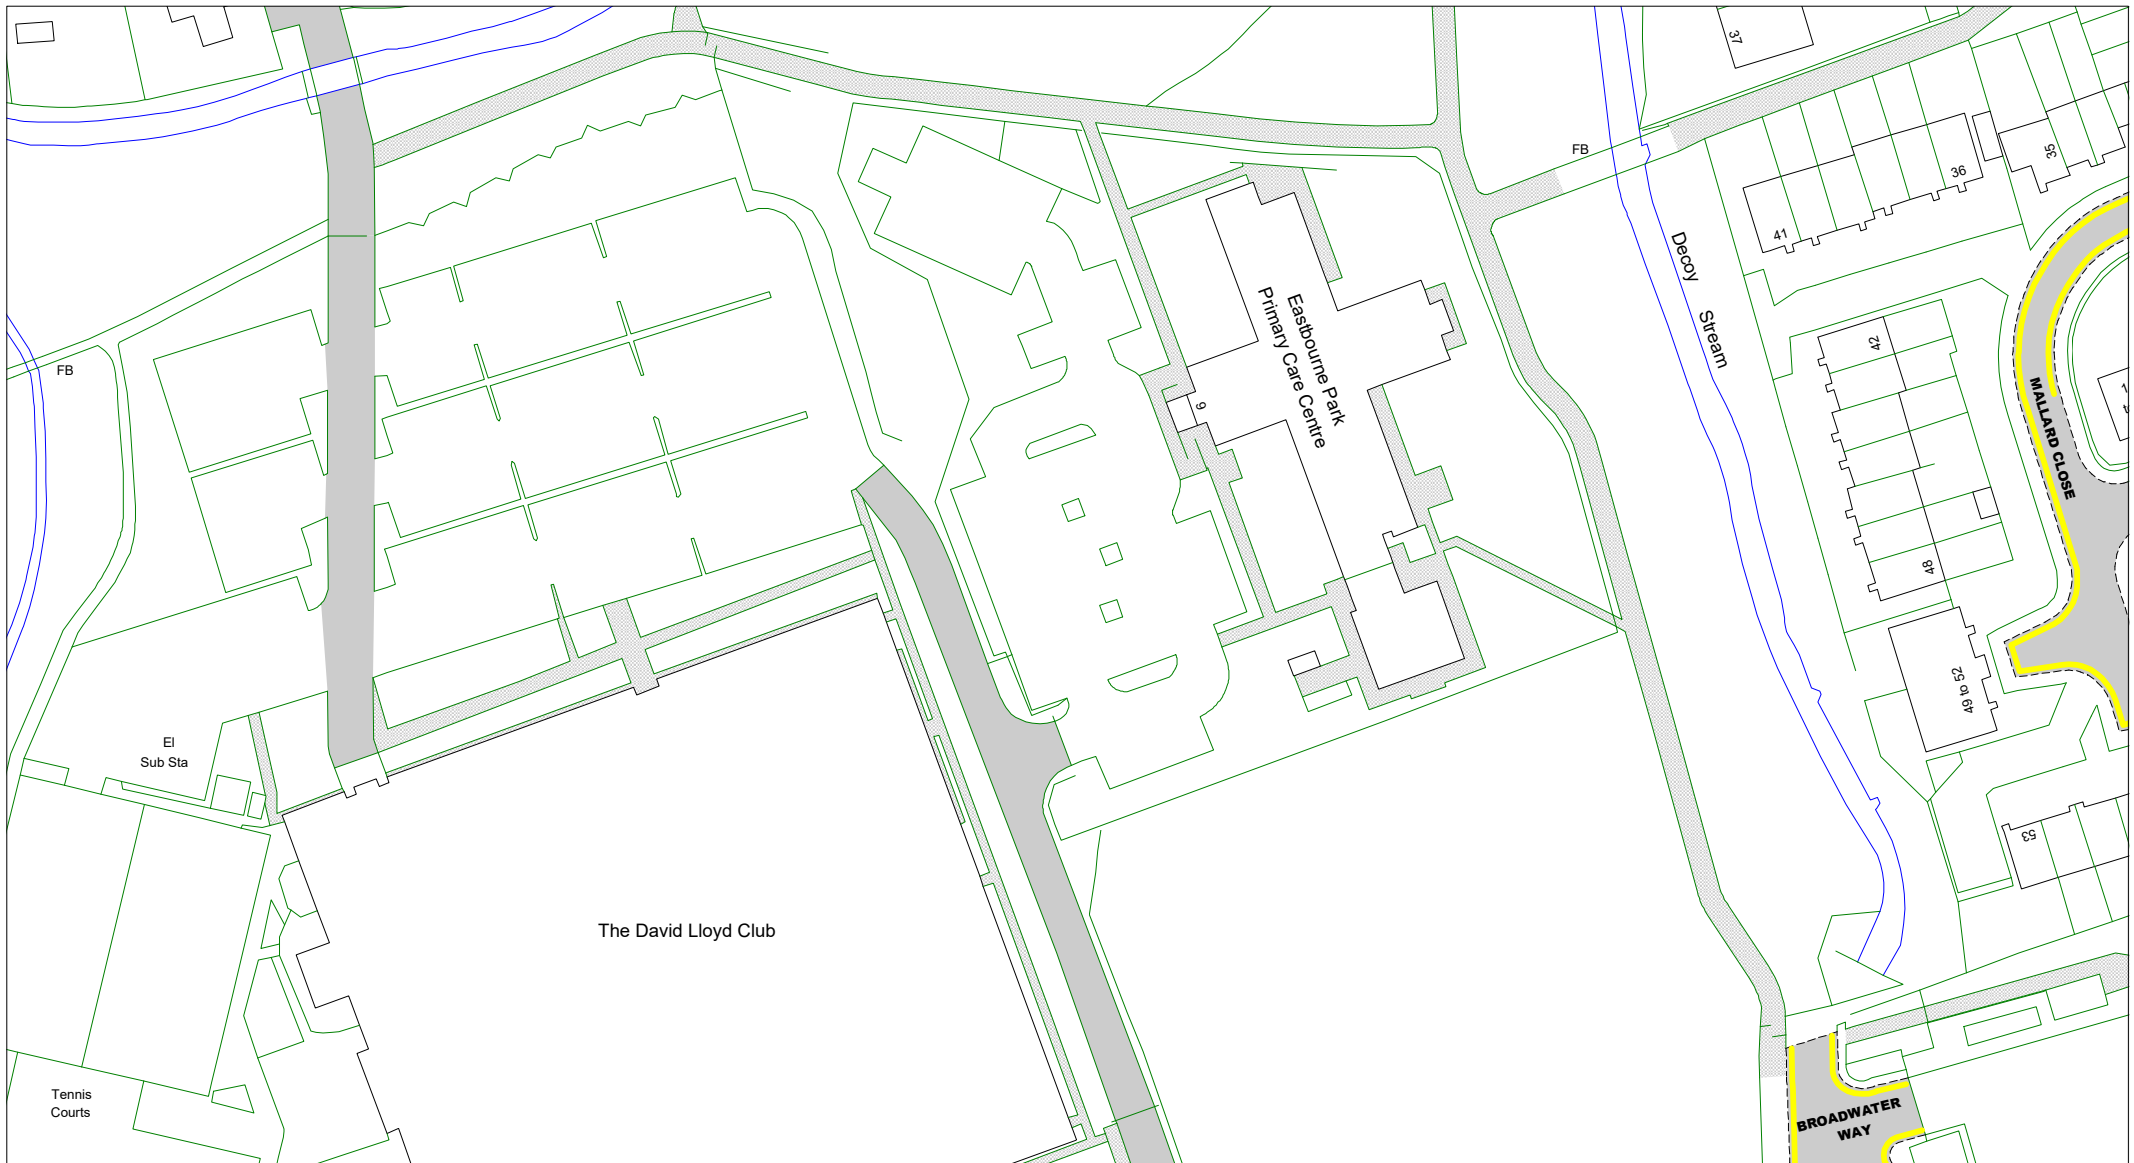 37
FB
35
36
41
Decoy
Stream
Eastbourne Park
Primary Care Centre
42
FB
MALLARD CLOSE
9
48
49 to 52
El
Sub Sta
53
The David Lloyd Club
Tennis
Courts
BROADWATER
WAY